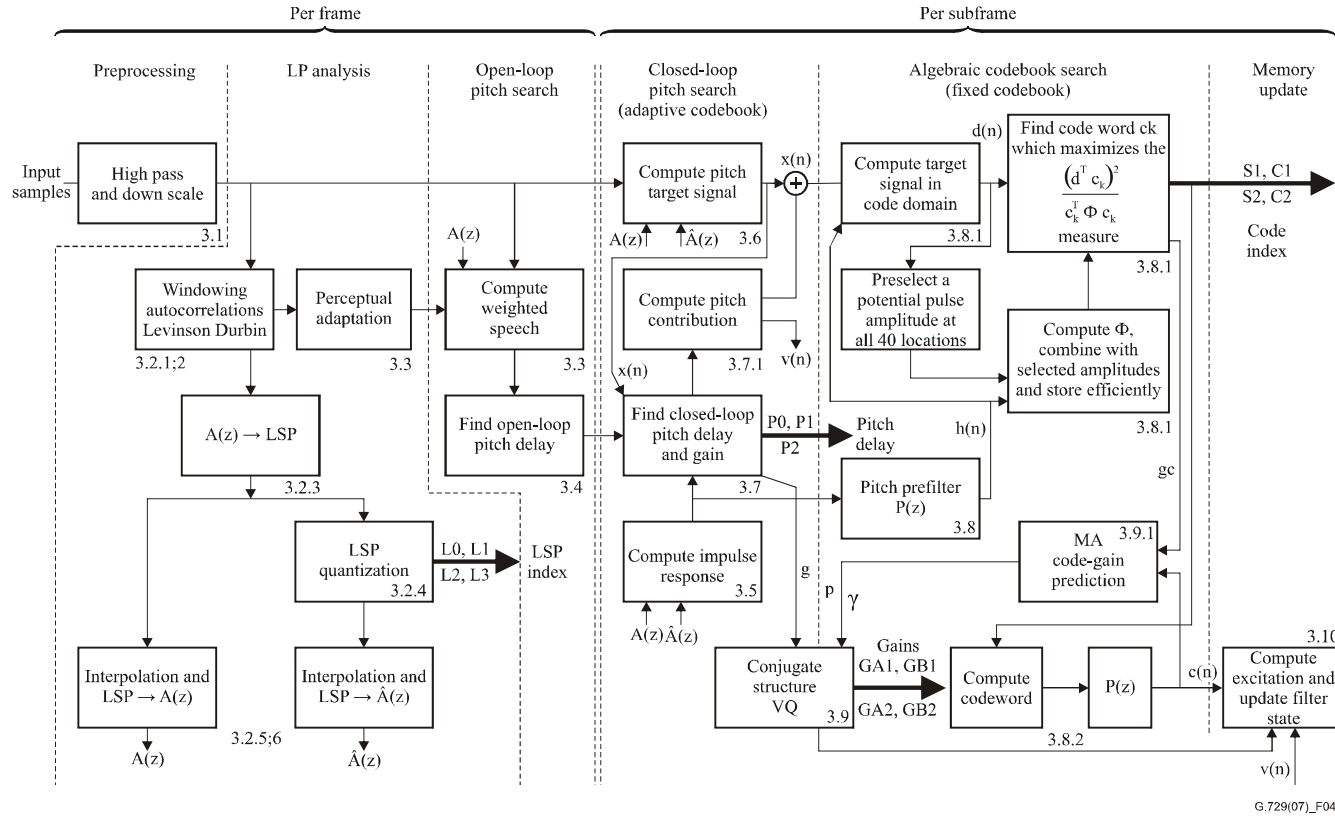 Per frame
Per subframe
Preprocessing
LP analysis
Open-loop
pitch search
Closed-loop
pitch search
(adaptive codebook)
Algebraic codebook search
(fixed codebook)
Memory
update
Input
samples
High pass
and down scale
3.1
Compute pitch
target signal
3.6
A(z)
Â(z)
x(n)
+
Compute target
signal in
code domain
3.8.1
d(n)
Find code word ck
which maximizes the
(d^T c_k)^2
c_k^T Φ c_k
measure
3.8.1
S1, C1
S2, C2
Code
index
A(z)
Windowing
autocorrelations
Levinson Durbin
3.2.1;2
Perceptual
adaptation
3.3
Compute
weighted
speech
3.3
Compute pitch
contribution
3.7.1
v(n)
x(n)
Preselect a
potential pulse
amplitude at
all 40 locations
Compute Φ,
combine with
selected amplitudes
and store efficiently
3.8.1
A(z) → LSP
3.2.3
Find open-loop
pitch delay
3.4
Find closed-loop
pitch delay
and gain
3.7
P0, P1
P2
Pitch
delay
h(n)
gc
Pitch prefilter
P(z)
3.8
LSP
quantization
3.2.4
L0, L1
L2, L3
LSP
index
Compute impulse
response
3.5
A(z)
Â(z)
g
p
γ
3.9.1
MA
code-gain
prediction
Interpolation and
LSP → A(z)
A(z)
3.2.5;6
Interpolation and
LSP → Â(z)
Â(z)
Conjugate
structure
VQ
3.9
Gains
GA1, GB1
GA2, GB2
Compute
codeword
P(z)
3.8.2
c(n)
3.10
Compute
excitation and
update filter
state
v(n)
G.729(07)_F04